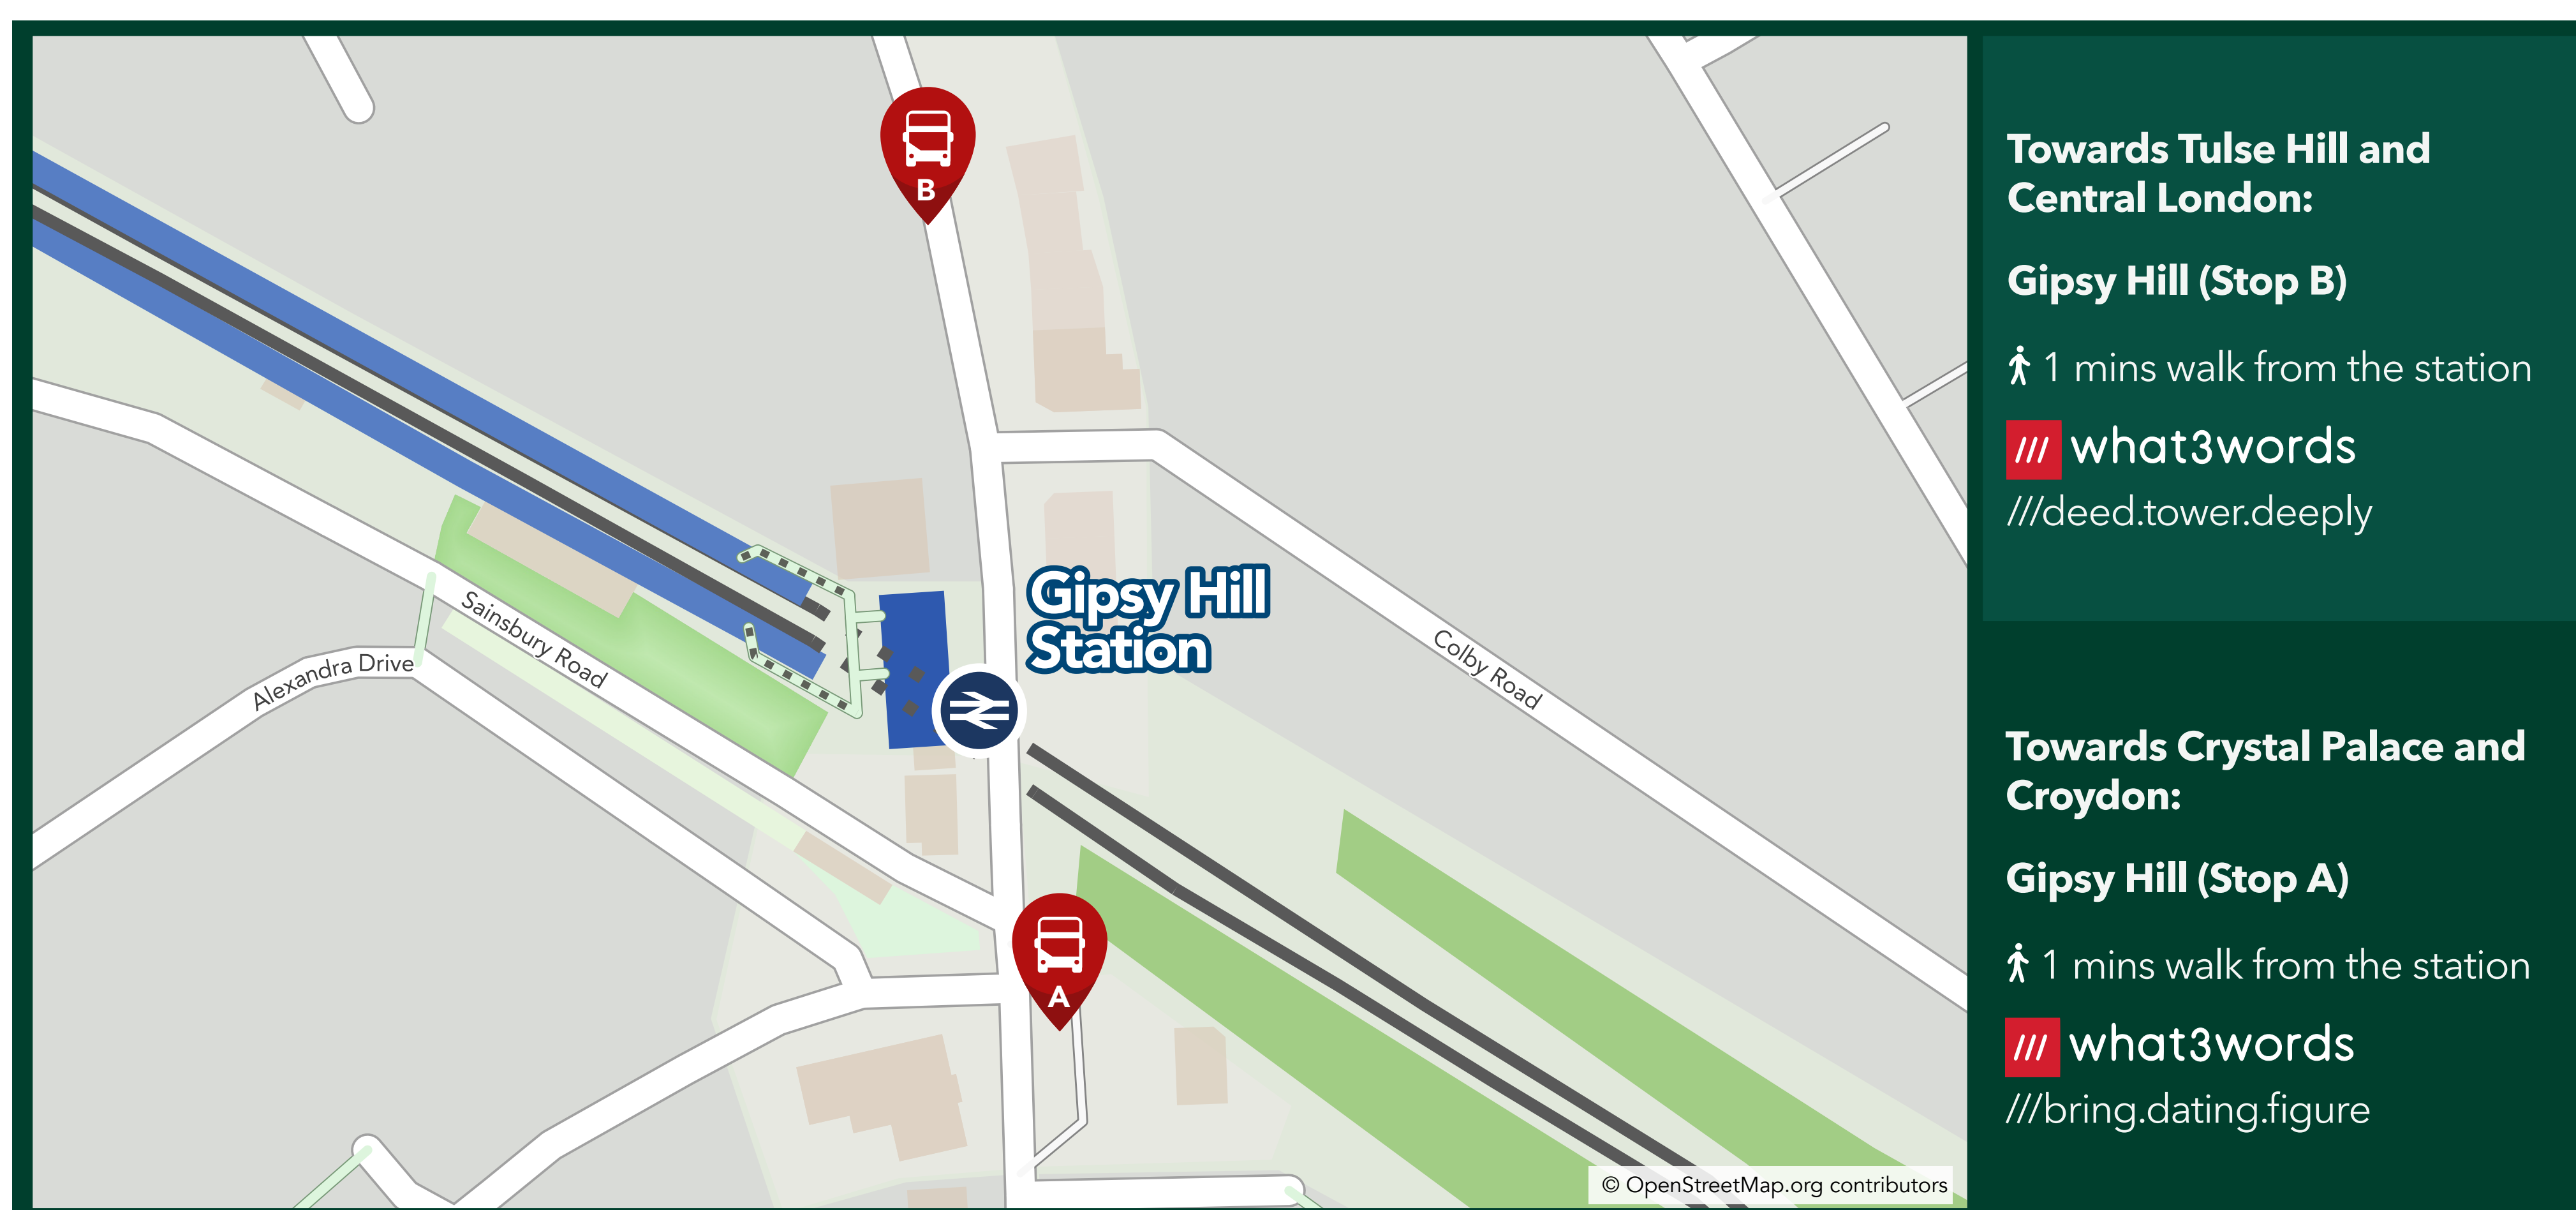 B
Gipsy Hill
Station
Sainsbury Road
Alexandra Drive
Colby Road
A
© OpenStreetMap.org contributors
Towards Tulse Hill and
Central London:
Gipsy Hill (Stop B)
1 mins walk from the station
/// what3words
///deed.tower.deeply
Towards Crystal Palace and
Croydon:
Gipsy Hill (Stop A)
1 mins walk from the station
/// what3words
///bring.dating.figure